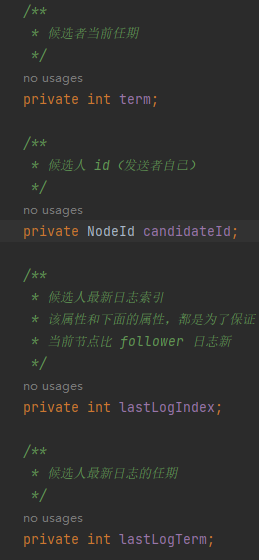 /**
* 候选者当前任期
*/
no usages
private int term;
/**
* 候选人 id（发送者自己）
*/
no usages
private NodeId candidateId;
/**
* 候选人最新日志索引
* 该属性和下面的属性，都是为了保证
* 当前节点比 follower 日志新
*/
no usages
private int lastLogIndex;
/**
* 候选人最新日志的任期
*/
no usages
private int lastLogTerm;